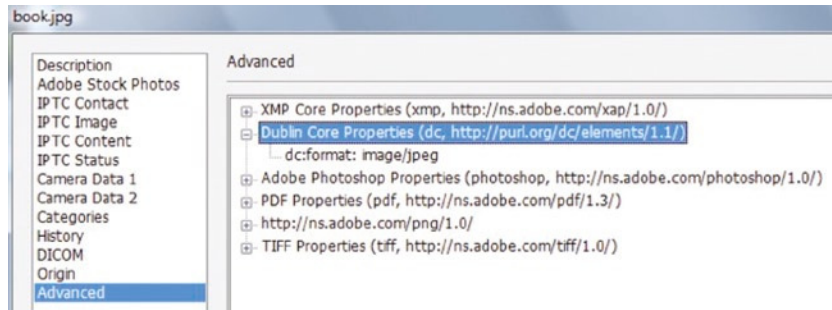 book.jpg
Description
Adobe Stock Photos
IPTC Contact
IPTC Image
IPTC Content
IPTC Status
Camera Data 1
Camera Data 2
Categories
History
DICOM
Origin
Advanced
Advanced
XMP Core Properties (xmp, http://ns.adobe.com/xap/1.0/)
Dublin Core Properties (dc, http://purl.org/dc/elements/1.1/)
dc:format: image/jpeg
Adobe Photoshop Properties (photoshop, http://ns.adobe.com/photoshop/1.0/)
PDF Properties (pdf, http://ns.adobe.com/pdf/1.3/)
http://ns.adobe.com/png/1.0/
TIFF Properties (tiff, http://ns.adobe.com/tiff/1.0/)